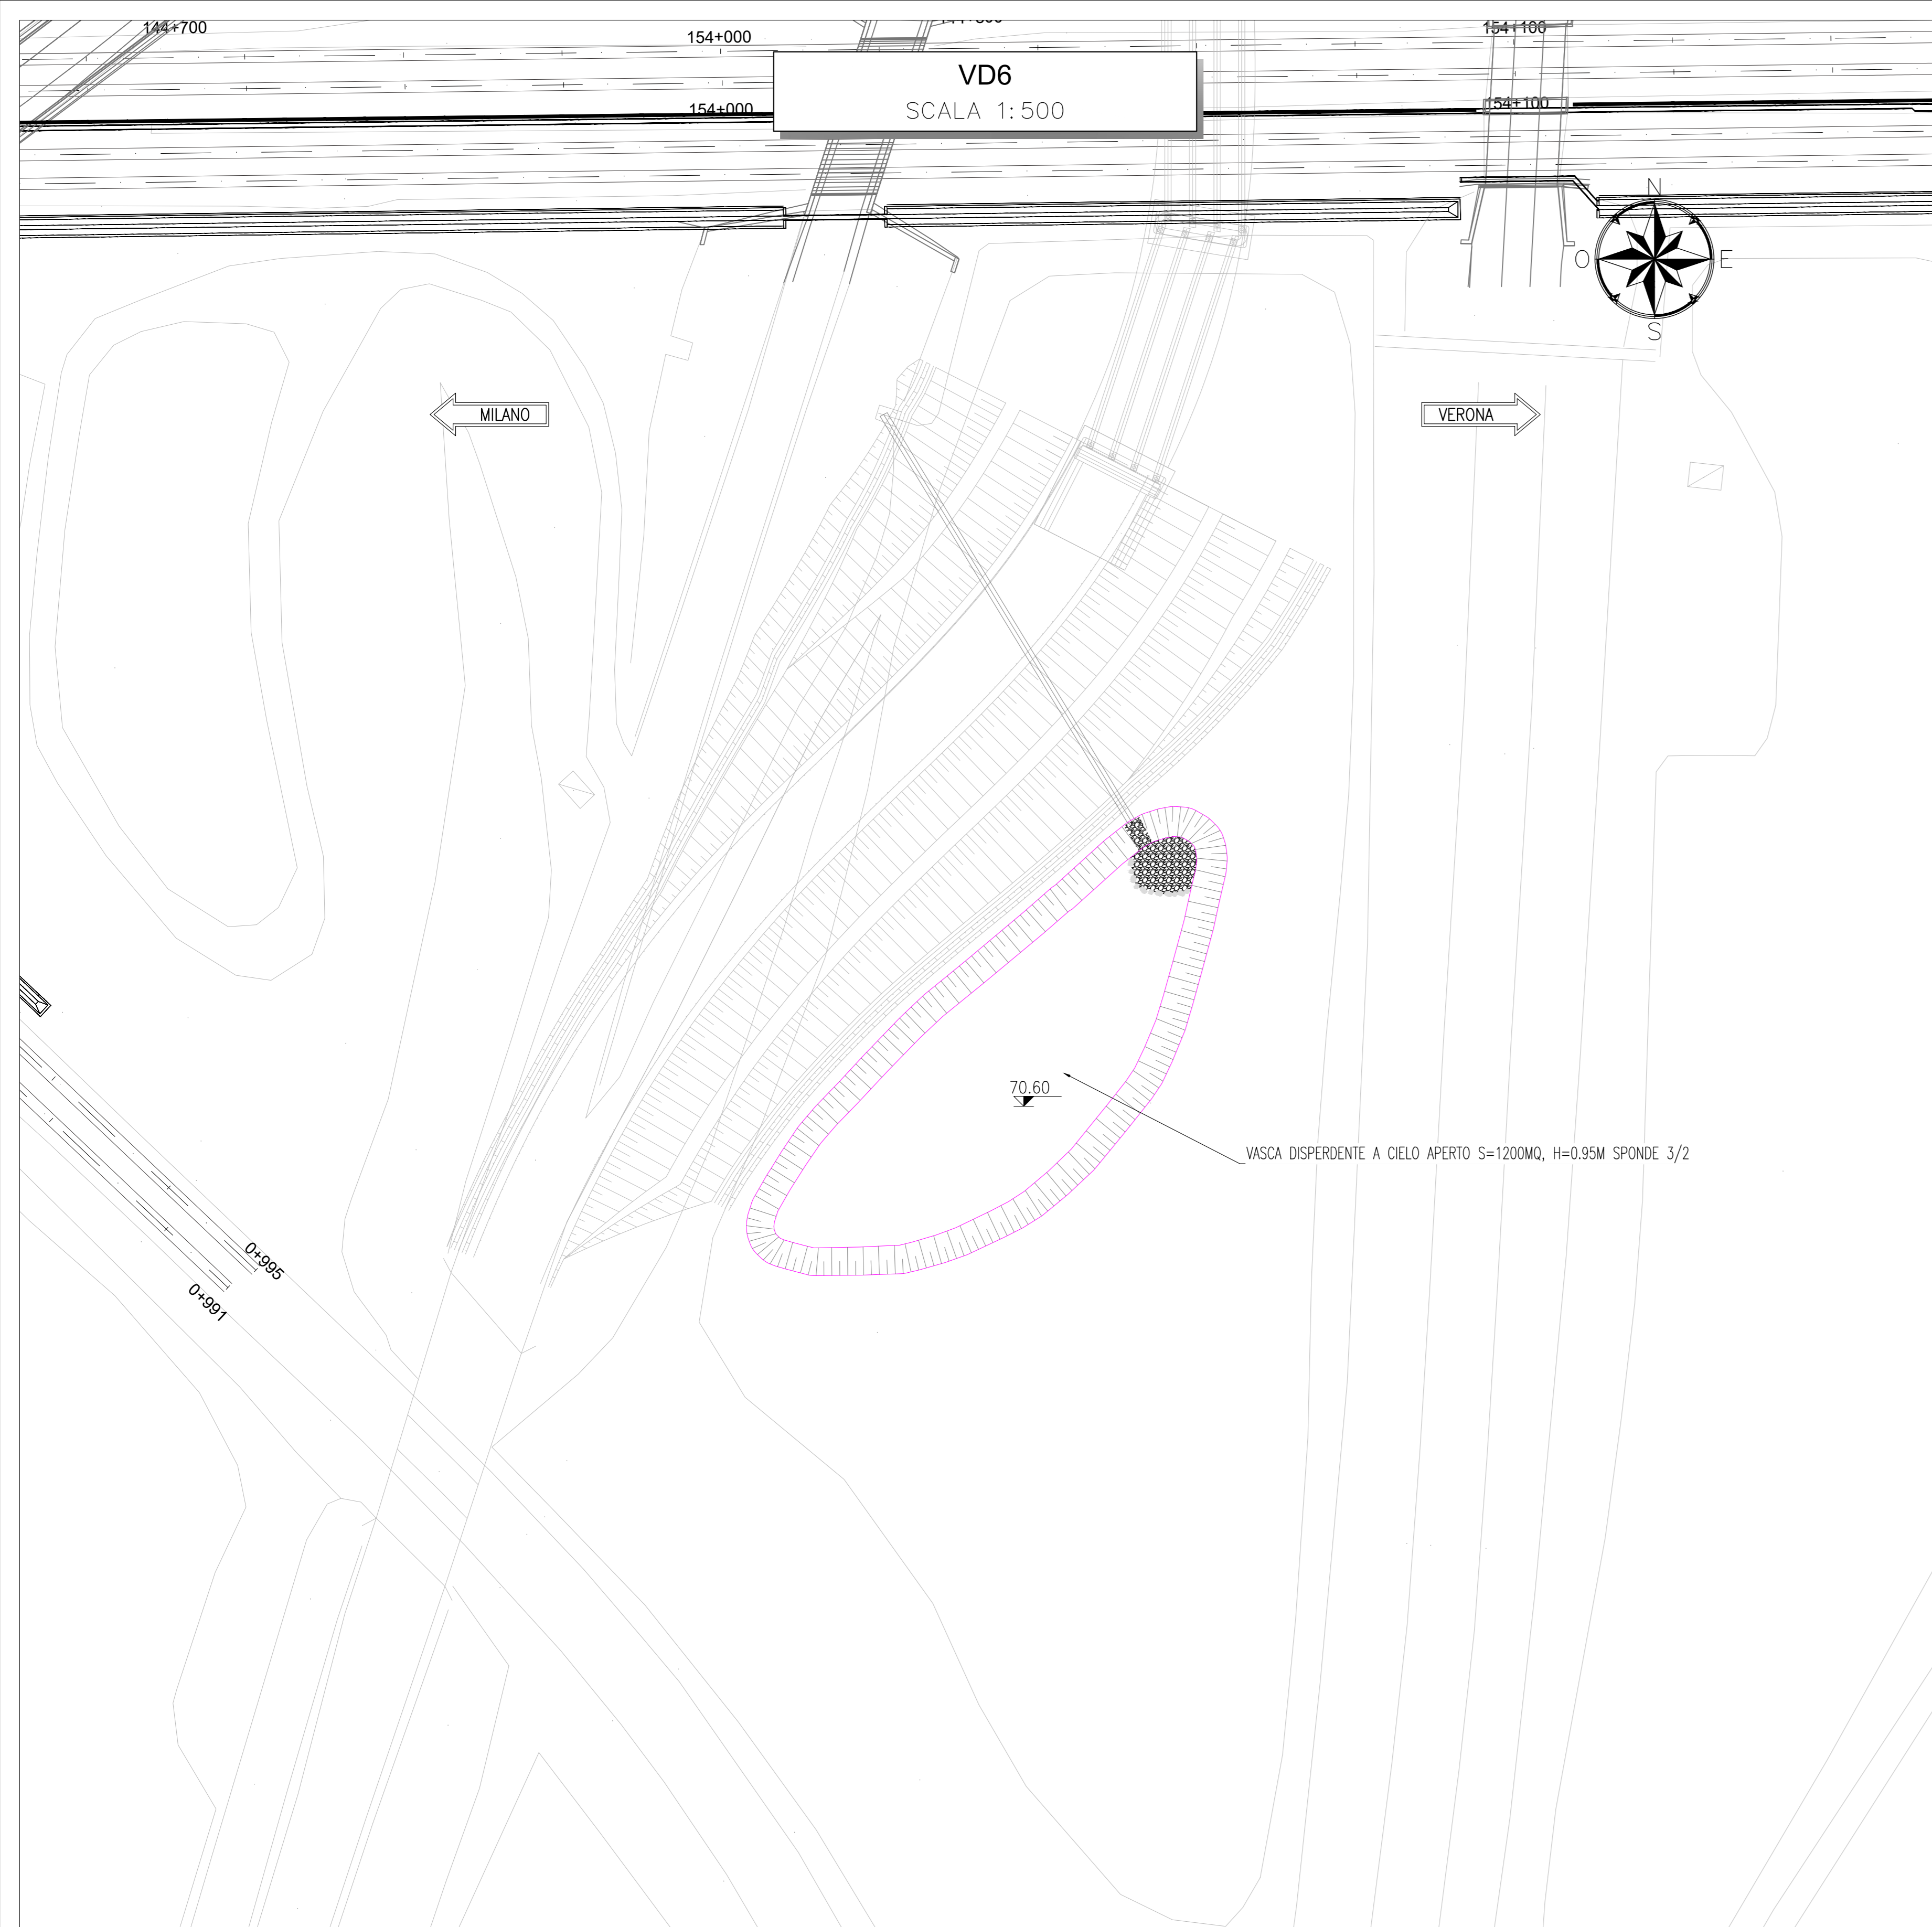 144+700
154+000
154+100
VD6
SCALA 1:500
154+000
154+100
N
O
E
S
MILANO
VERONA
70.60
VASCA DISPERDENTE A CIELO APERTO S=1200MQ, H=0.95M SPONDE 3/2
0+995
0+991